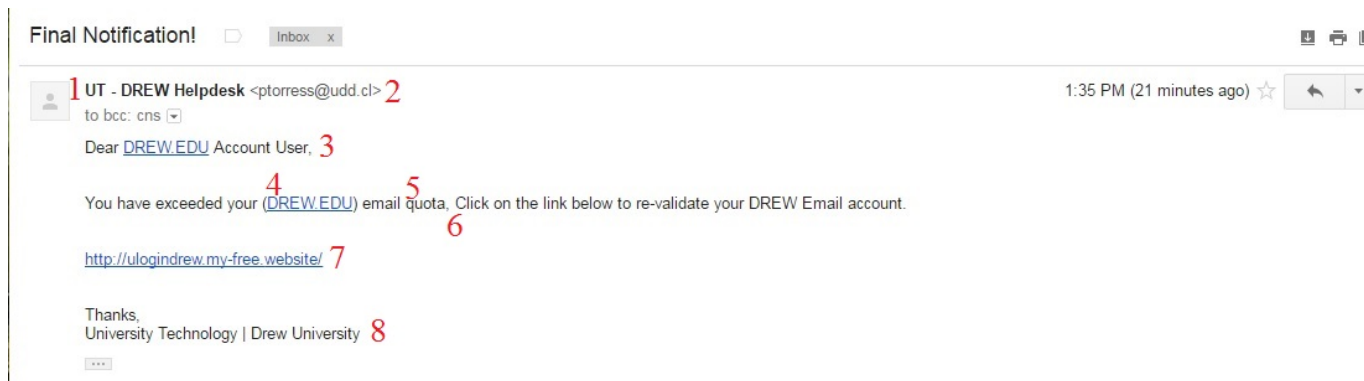 Final Notification! Inbox x
1 UT - DREW Helpdesk <ptorress@udd.cl> 2 1:35 PM (21 minutes ago)
to bcc: cns
Dear DREW.EDU Account User, 3
4 5
You have exceeded your (DREW.EDU) email quota, Click on the link below to re-validate your DREW Email account.
6
http://ulogindrew.my-free.website/ 7
Thanks,
University Technology | Drew University 8
...